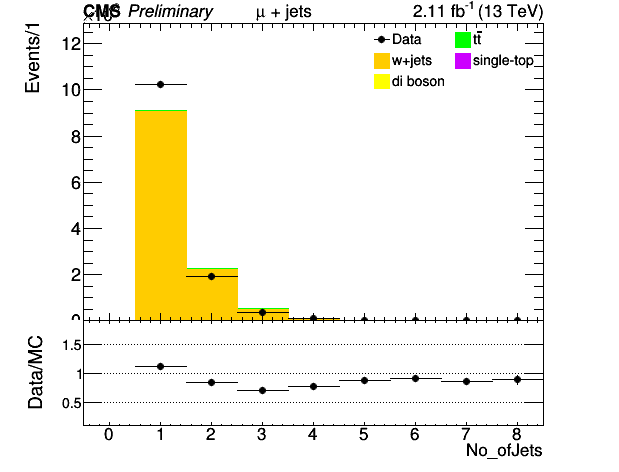 CMS Preliminary μ + jets 2.11 fb⁻¹ (13 TeV)
Events/1
12
10
8
6
4
2
0
Data
tt̄
w+jets
single-top
di boson
Data/MC
1.5
1
0.5
0 1 2 3 4 5 6 7 8
No_ofJets